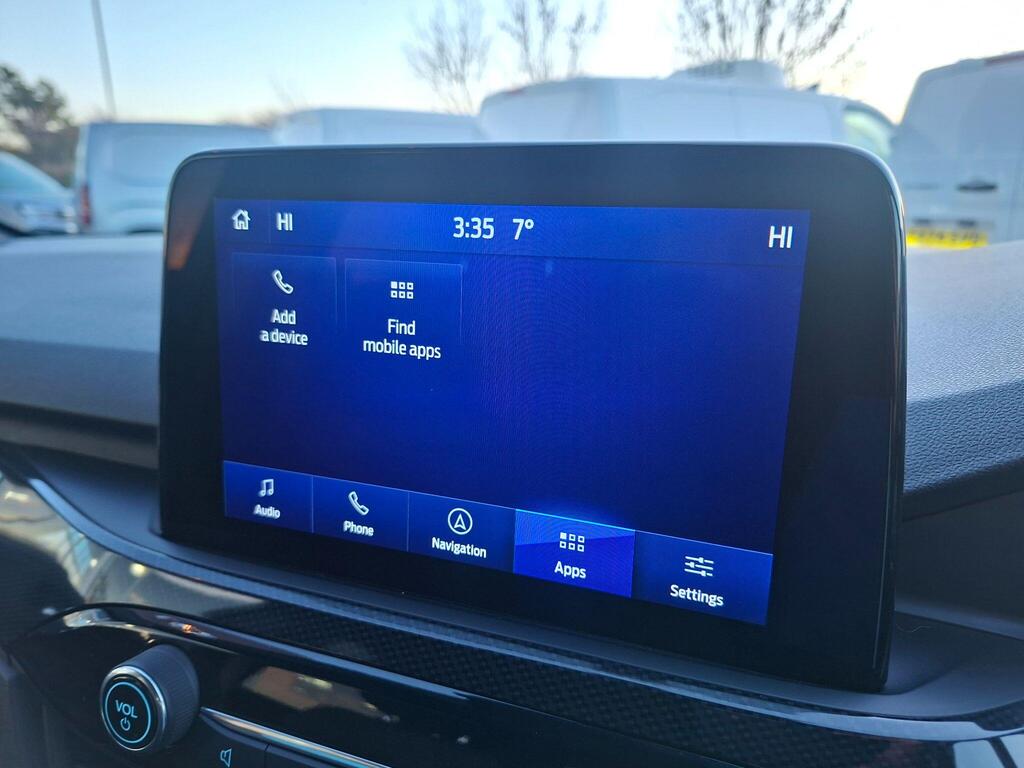 HI 3:35 7° HI
Add
a device
Find
mobile apps
Audio
Phone
Navigation
Apps
Settings
VOL